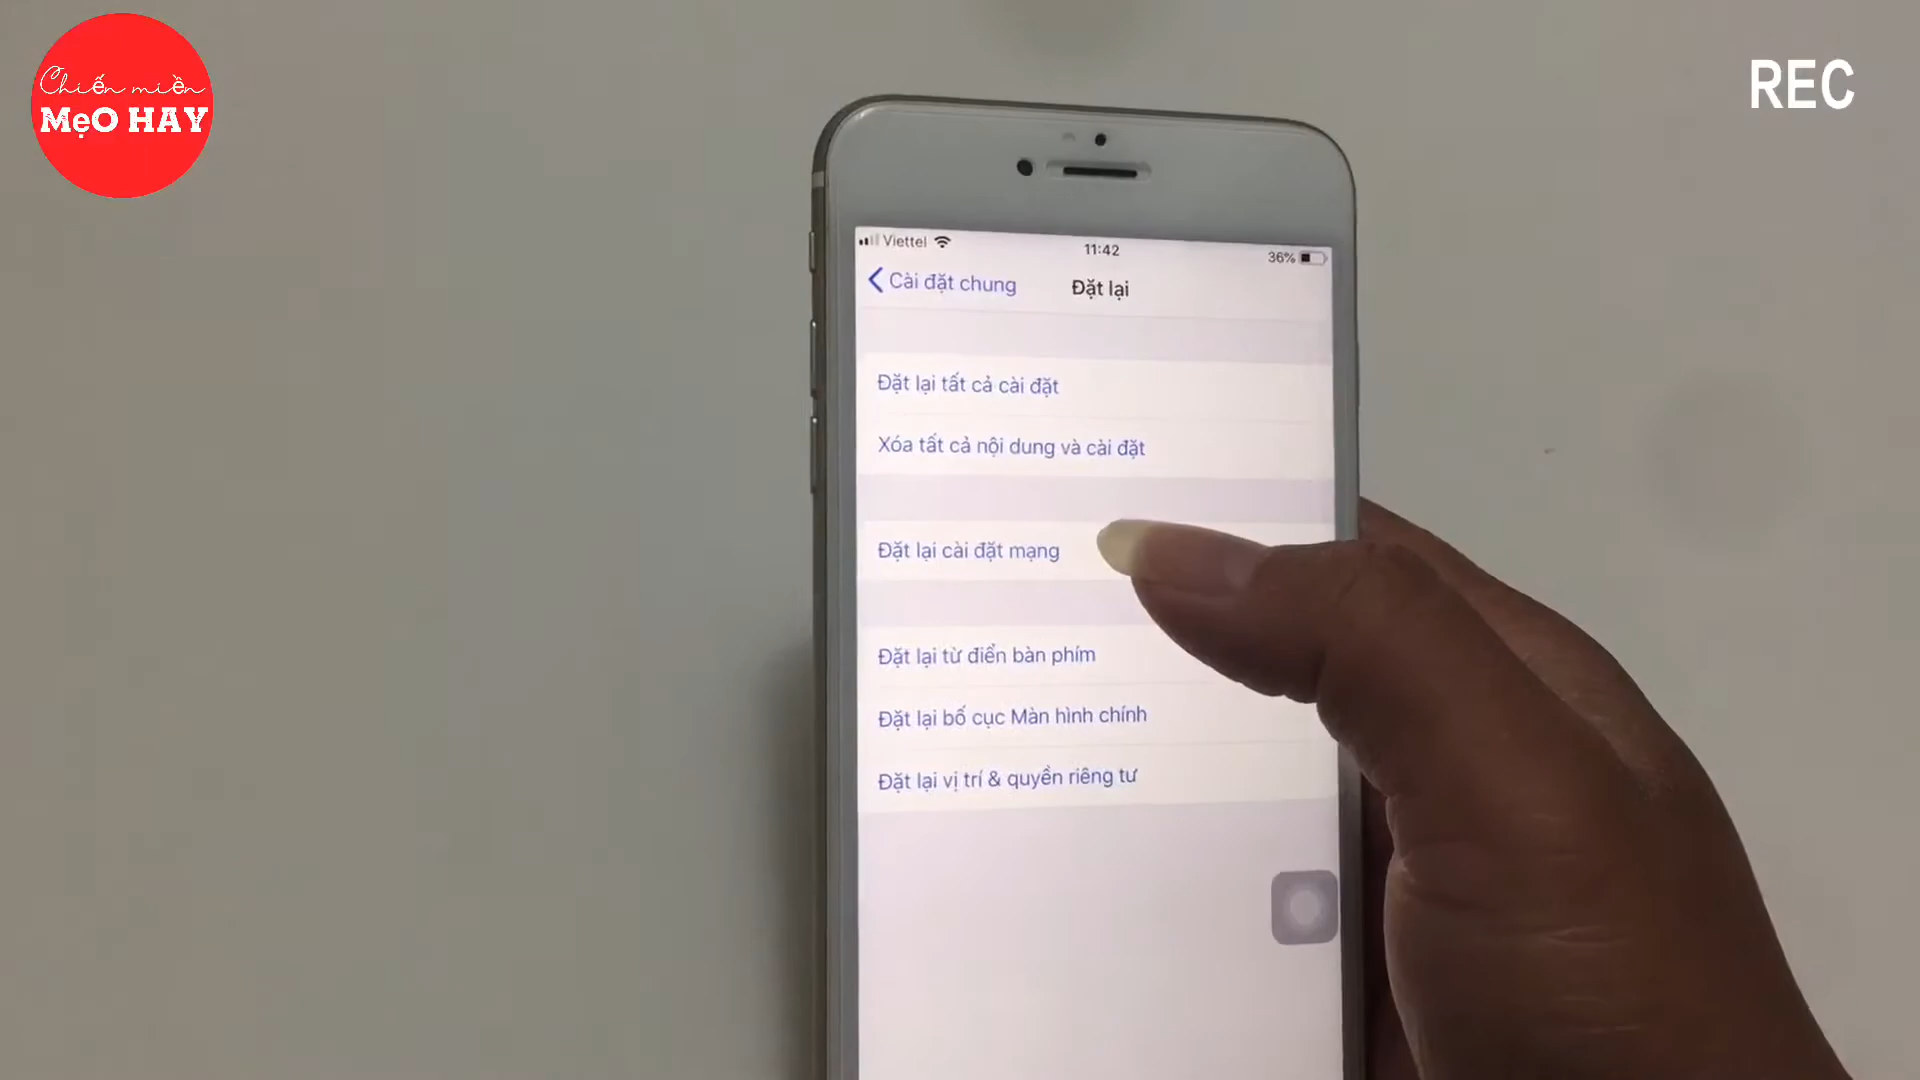 Chiến miền
MẹO HAY
REC
Viettel
11:42
36%
Cài đặt chung
Đặt lại
Đặt lại tất cả cài đặt
Xóa tất cả nội dung và cài đặt
Đặt lại cài đặt mạng
Đặt lại từ điển bàn phím
Đặt lại bố cục Màn hình chính
Đặt lại vị trí & quyền riêng tư